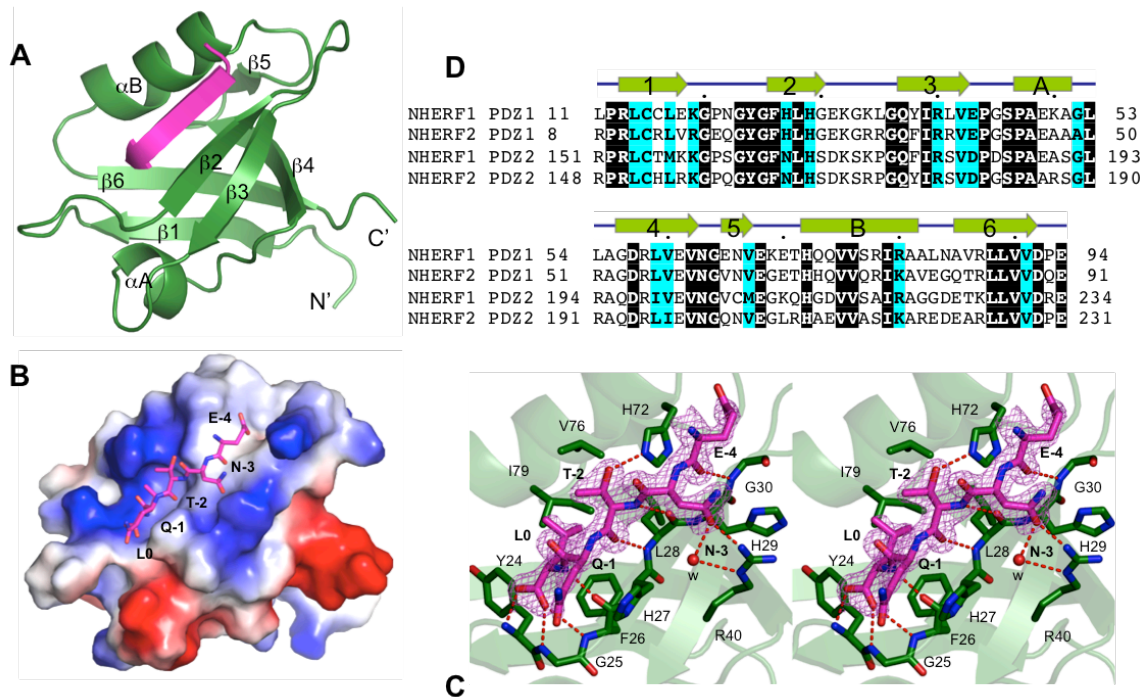 A
αB
β5
β2
β4
β3
β6
β1
αA
C’
N’
B
E-4
N-3
T-2
Q-1
L0
D
1 2 3 A
NHERF1 PDZ1 11 LPRLCCLEKGPNGYGFHLHGEKGKLGQYIRLVEPGSPAEKAGL 53
NHERF2 PDZ1 8 RPRLCRLVRGEQGYGFHLHGEKGRRGQFIRRVEPGSPAEAAAL 50
NHERF1 PDZ2 151 RPRLCTMKKGPSGYGFNLHSDKSKPGQFIRSVDPDSPAEASGL 193
NHERF2 PDZ2 148 RPRLCHLRKGPQGYGFNLHSDKSRPGQYIRSVDPGSPAARSGL 190
4 5 B 6
NHERF1 PDZ1 54 LAGDRLVEVNGENVEKETHQQVVSRIRAALNAVRLLVVDPE 94
NHERF2 PDZ1 51 RAGDRLVEVNGVNVEGETHHQVVQRIKAVEGQTRLLVVDQE 91
NHERF1 PDZ2 194 RAQDRIVEVNGVCMEGKQHGDVVSAIRAGGDETKLLVVDRE 234
NHERF2 PDZ2 191 RAQDRLIEVNGQNVEGLRHAEVVASIKAREDEARLLVVDPE 231
C
H72
V76
E-4
T-2
I79
G30
L0
L28
N-3
H29
Y24
Q-1
w
H27
R40
F26
G25
H72
V76
E-4
T-2
I79
G30
L0
L28
N-3
H29
Y24
Q-1
w
H27
R40
F26
G25